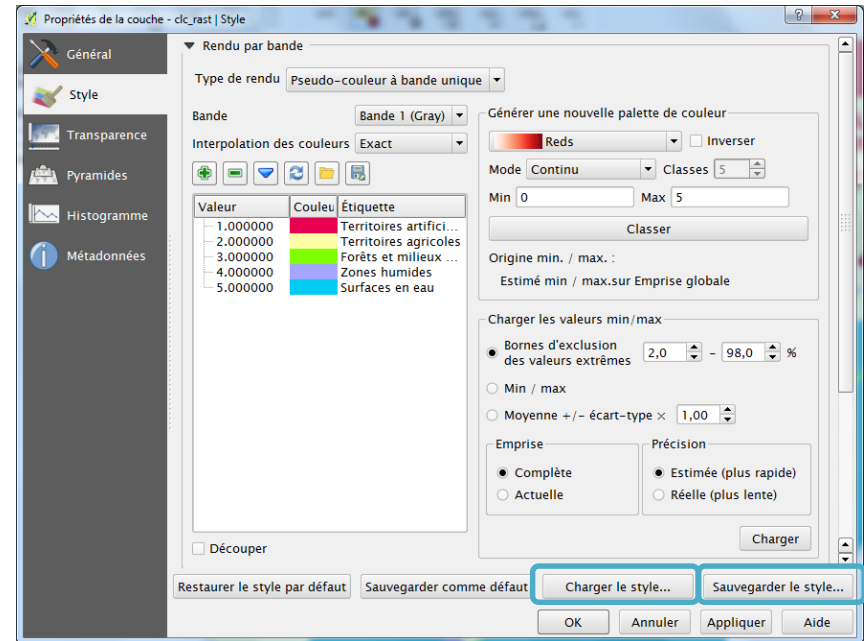 Propriétés de la couche - clc_rast | Style
Général
Style
Transparence
Pyramides
Histogramme
Métadonnées
Rendu par bande
Type de rendu Pseudo-couleur à bande unique
Bande Bande 1 (Gray)
Interpolation des couleurs Exact
Valeur Couleu Étiquette
1.000000 Territoires artifici...
2.000000 Territoires agricoles
3.000000 Forêts et milieux ...
4.000000 Zones humides
5.000000 Surfaces en eau
Découper
Générer une nouvelle palette de couleur
Reds Inverser
Mode Continu Classes 5
Min 0 Max 5
Classer
Origine min. / max. :
Estimé min / max.sur Emprise globale
Charger les valeurs min/max
Bornes d'exclusion
des valeurs extrêmes 2,0 - 98,0 %
Min / max
Moyenne +/- écart-type × 1,00
Emprise
Complète
Actuelle
Précision
Estimée (plus rapide)
Réelle (plus lente)
Charger
Restaurer le style par défaut Sauvegarder comme défaut Charger le style... Sauvegarder le style...
OK Annuler Appliquer Aide